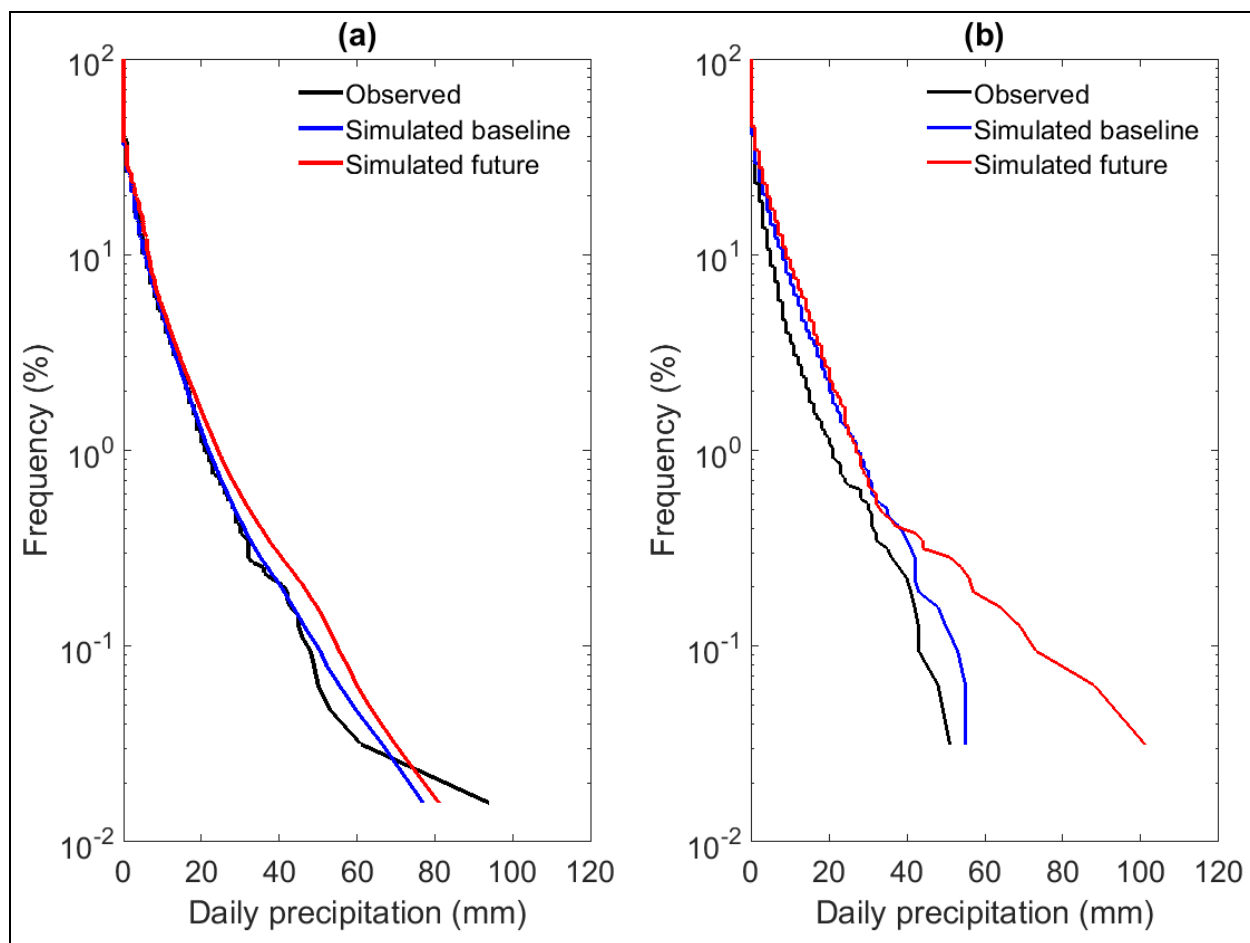 (a)
10^2
10^1
10^0
10^-1
10^-2
Frequency (%)
Observed
Simulated baseline
Simulated future
0 20 40 60 80 100 120
Daily precipitation (mm)
(b)
10^2
10^1
10^0
10^-1
10^-2
Frequency (%)
Observed
Simulated baseline
Simulated future
0 20 40 60 80 100 120
Daily precipitation (mm)